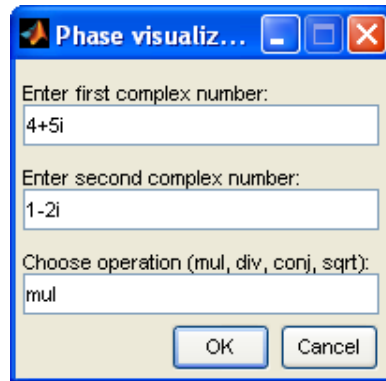 Phase visualiz...
Enter first complex number:
4+5i
Enter second complex number:
1-2i
Choose operation (mul, div, conj, sqrt):
mul
OK Cancel